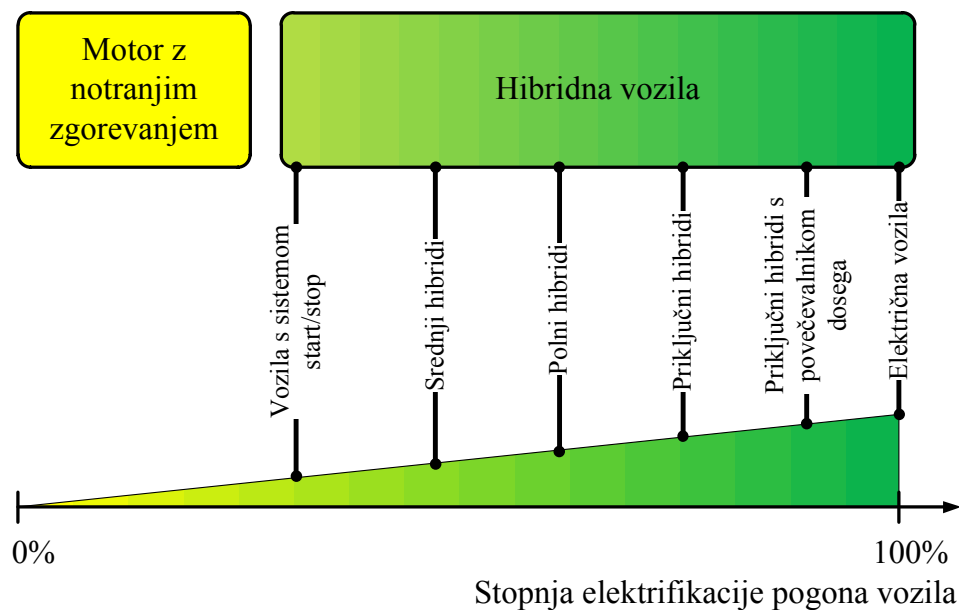 Motor z
notranjim
zgorevanjem
Hibridna vozila
Vozila s sistemom
start/stop
Srednji hibridi
Polni hibridi
Priključni hibridi
Priključni hibridi s
povečevalnikom
dosega
Električna vozila
0%
100%
Stopnja elektrifikacije pogona vozila